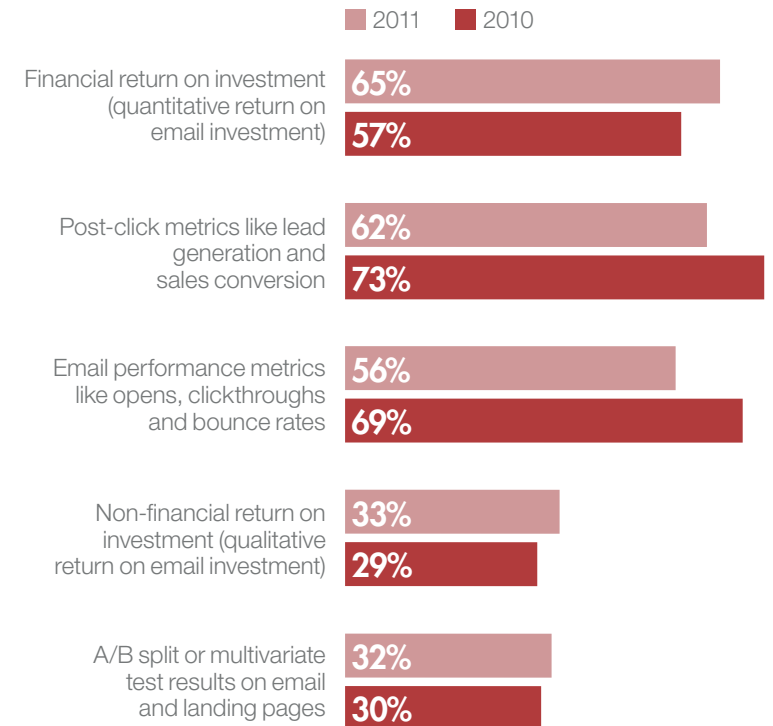 2011 2010
Financial return on investment
(quantitative return on
email investment)
65%
57%
Post-click metrics like lead
generation and
sales conversion
62%
73%
Email performance metrics
like opens, clickthroughs
and bounce rates
56%
69%
Non-financial return on
investment (qualitative
return on email investment)
33%
29%
A/B split or multivariate
test results on email
and landing pages
32%
30%